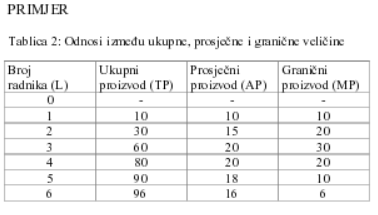 PRIMJER
Tablica 2: Odnosi između ukupne, prosječne i granične veličine
Broj radnika (L) Ukupni proizvod (TP) Prosječni proizvod (AP) Granični proizvod (MP)
0 - - -
1 10 10 10
2 30 15 20
3 60 20 30
4 80 20 20
5 90 18 10
6 96 16 6